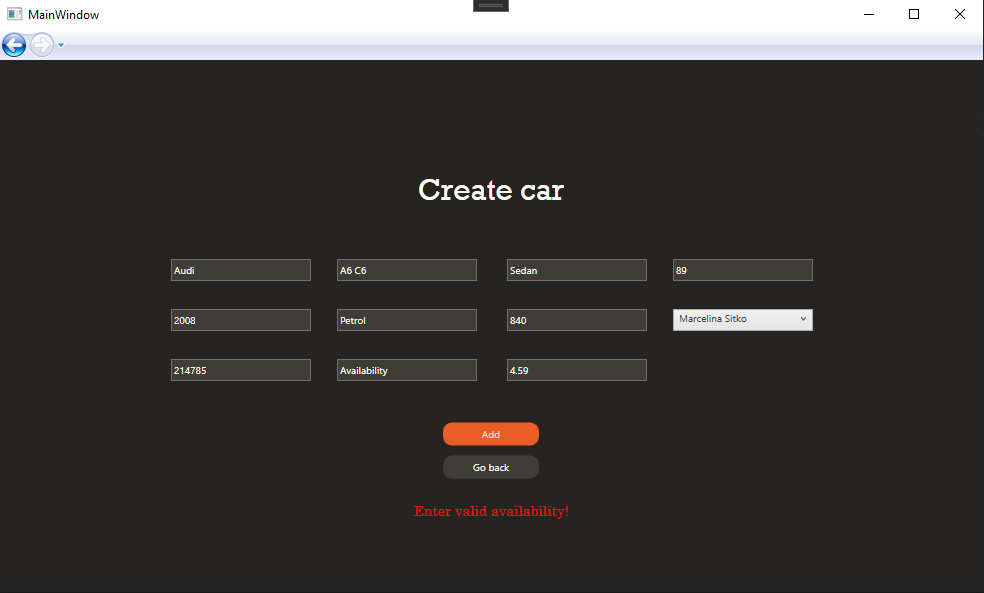 MainWindow
Create car
Audi A6 C6 Sedan 89
2008 Petrol 840 Marcelina Sitko
214785 Availability 4.59
Add
Go back
Enter valid availability!